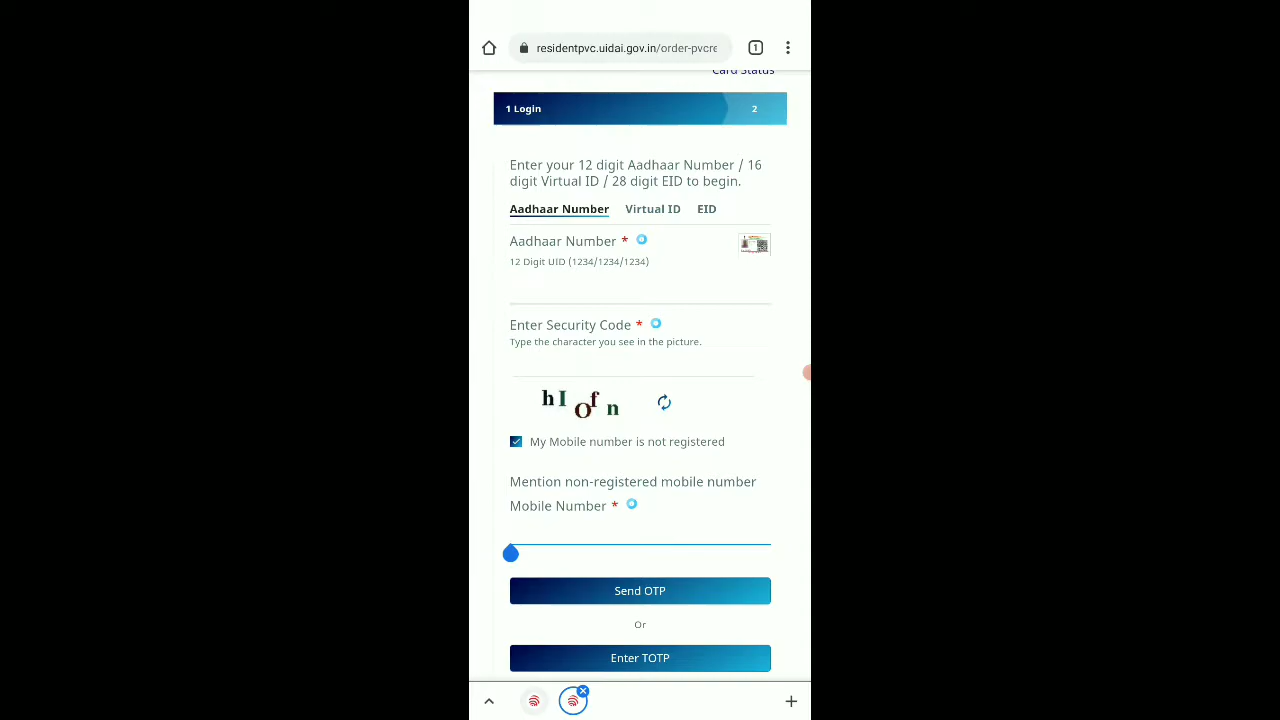 residentpvc.uidai.gov.in/order-pvcre
1
Card Status
1 Login
2
Enter your 12 digit Aadhaar Number / 16
digit Virtual ID / 28 digit EID to begin.
Aadhaar Number Virtual ID EID
Aadhaar Number *
12 Digit UID (1234/1234/1234)
Enter Security Code *
Type the character you see in the picture.
hIOfn
My Mobile number is not registered
Mention non-registered mobile number
Mobile Number *
Send OTP
Or
Enter TOTP